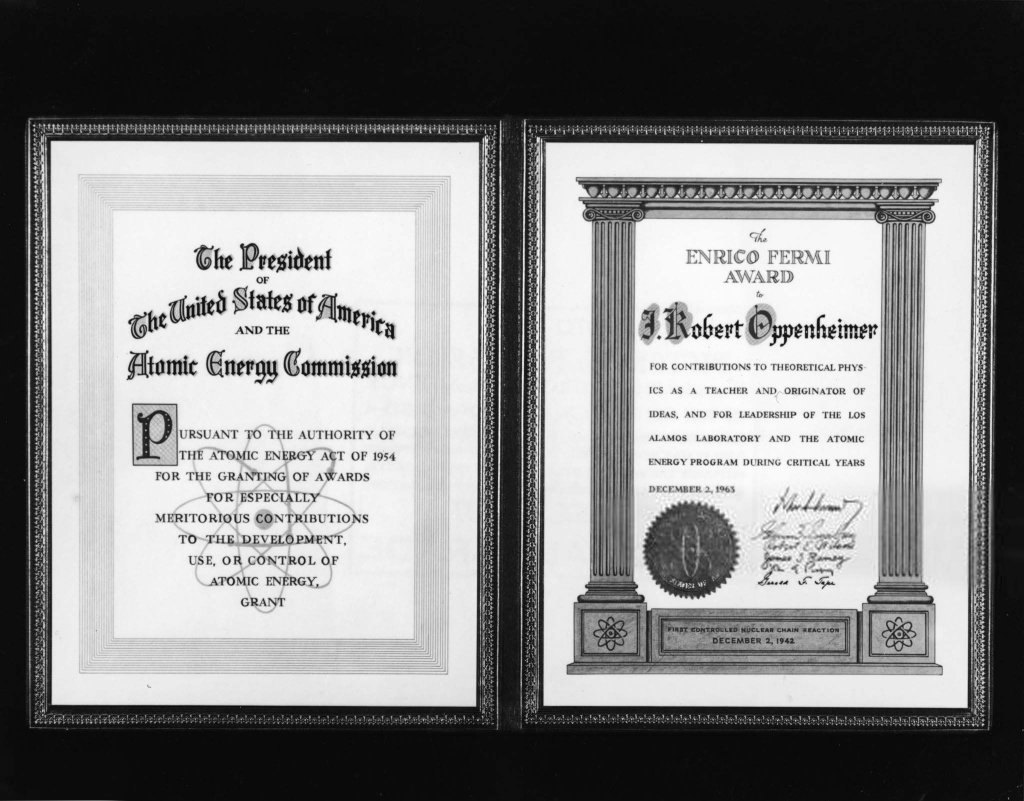 The President
OF
The United States of America
AND THE
Atomic Energy Commission
PURSUANT TO THE AUTHORITY OF
THE ATOMIC ENERGY ACT OF 1954
FOR THE GRANTING OF AWARDS
FOR ESPECIALLY
MERITORIOUS CONTRIBUTIONS
TO THE DEVELOPMENT,
USE, OR CONTROL OF
ATOMIC ENERGY,
GRANT
The
ENRICO FERMI
AWARD
to
J. Robert Oppenheimer
FOR CONTRIBUTIONS TO THEORETICAL PHYS-
ICS AS A TEACHER AND ORIGINATOR OF
IDEAS, AND FOR LEADERSHIP OF THE LOS
ALAMOS LABORATORY AND THE ATOMIC
ENERGY PROGRAM DURING CRITICAL YEARS
DECEMBER 2, 1963
FIRST CONTROLLED NUCLEAR CHAIN REACTION
DECEMBER 2, 1942